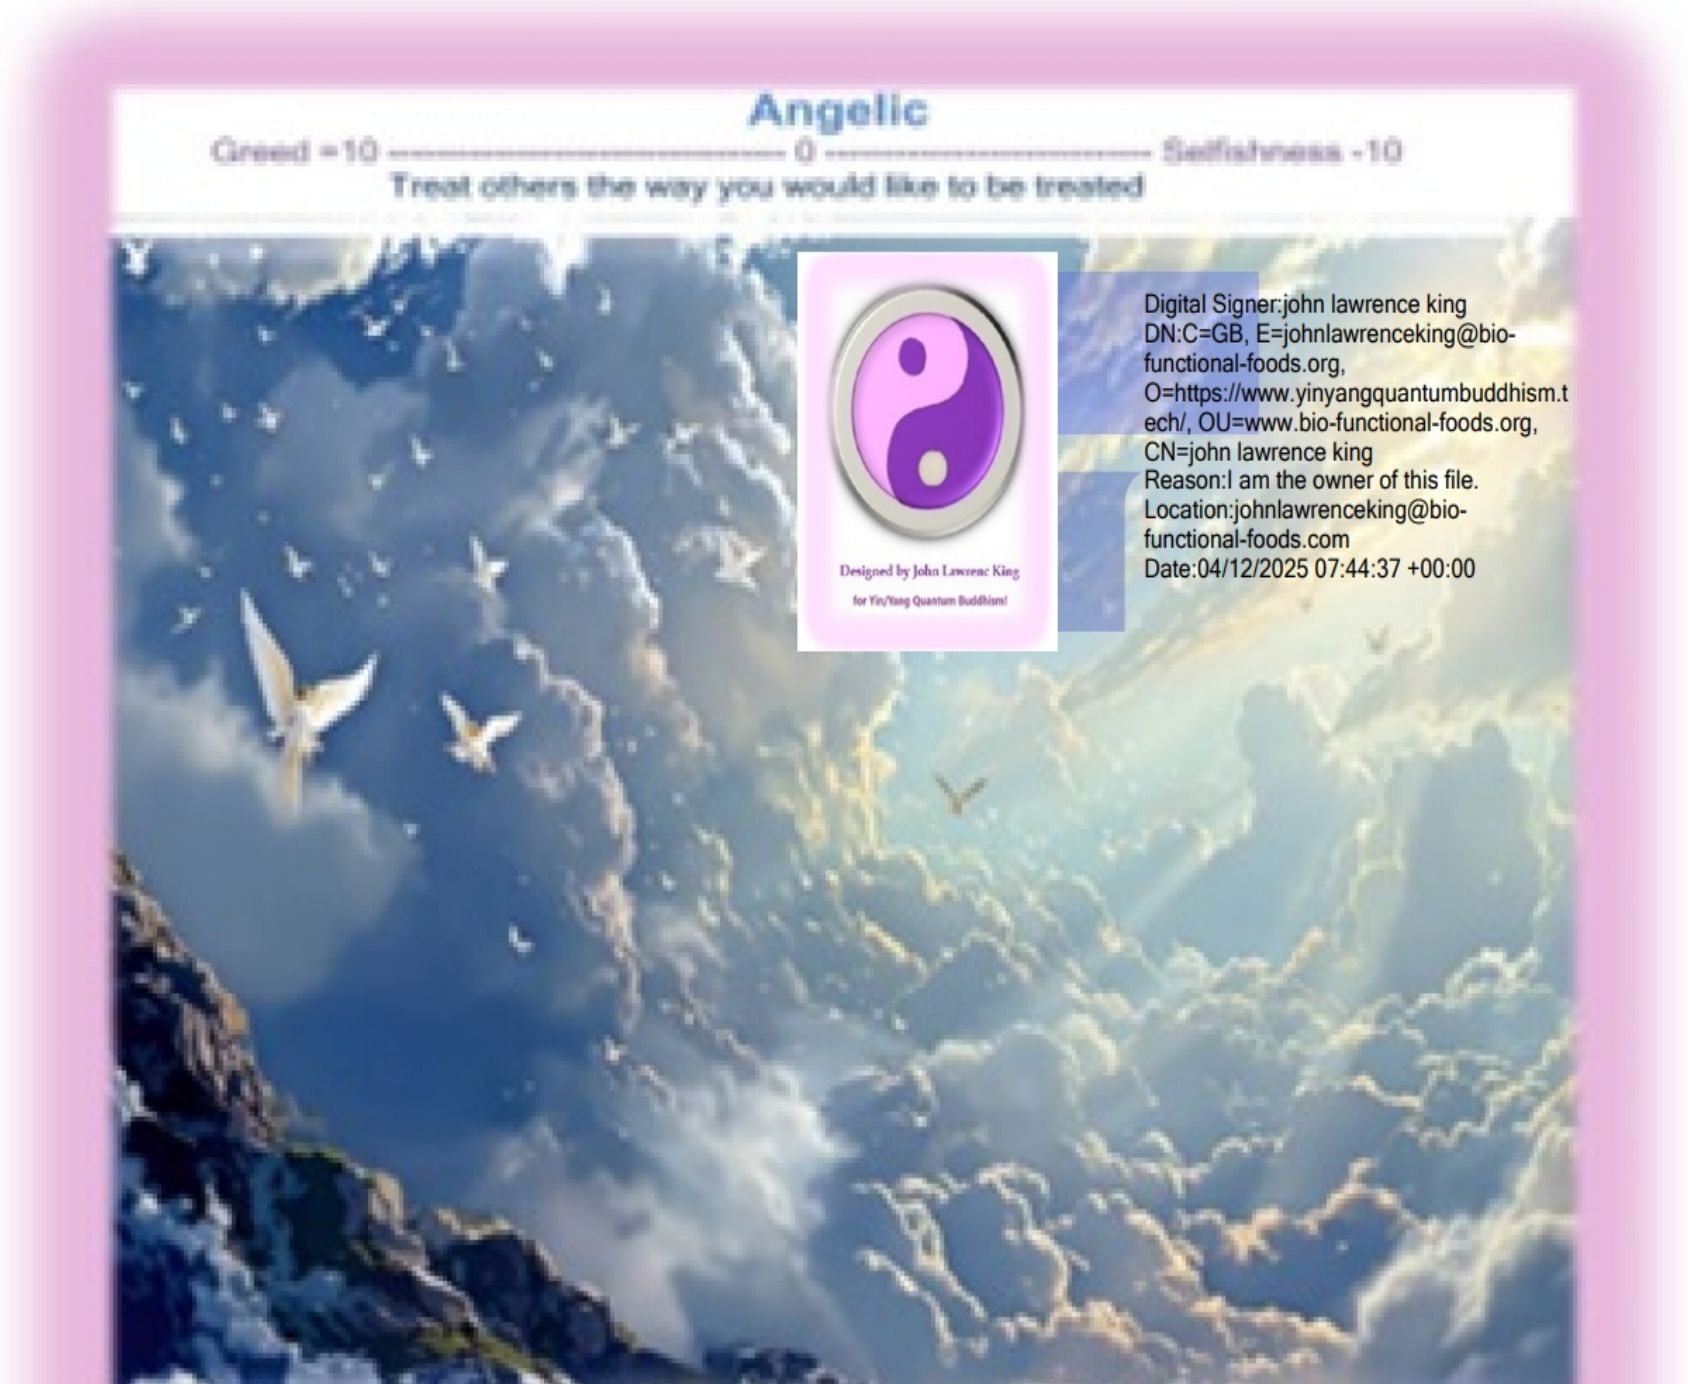 Angelic
Greed =10 ---------------------------------- 0 ---------------------------- Selfishness -10
Treat others the way you would like to be treated
Designed by John Lawrenc King
for Yin/Yang Quantum Buddhism!
Digital Signer:john lawrence king
DN:C=GB, E=johnlawrenceking@bio-
functional-foods.org,
O=https://www.yinyangquantumbuddhism.t
ech/, OU=www.bio-functional-foods.org,
CN=john lawrence king
Reason:I am the owner of this file.
Location:johnlawrenceking@bio-
functional-foods.com
Date:04/12/2025 07:44:37 +00:00